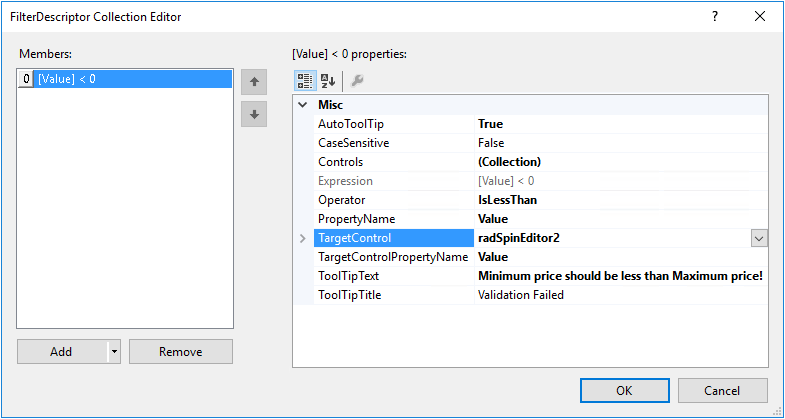 FilterDescriptor Collection Editor ?
Members: [Value] < 0 properties:
0 [Value] < 0
Misc
AutoToolTip True
CaseSensitive False
Controls (Collection)
Expression [Value] < 0
Operator IsLessThan
PropertyName Value
TargetControl radSpinEditor2
TargetControlPropertyName Value
ToolTipText Minimum price should be less than Maximum price!
ToolTipTitle Validation Failed
Add Remove
OK Cancel